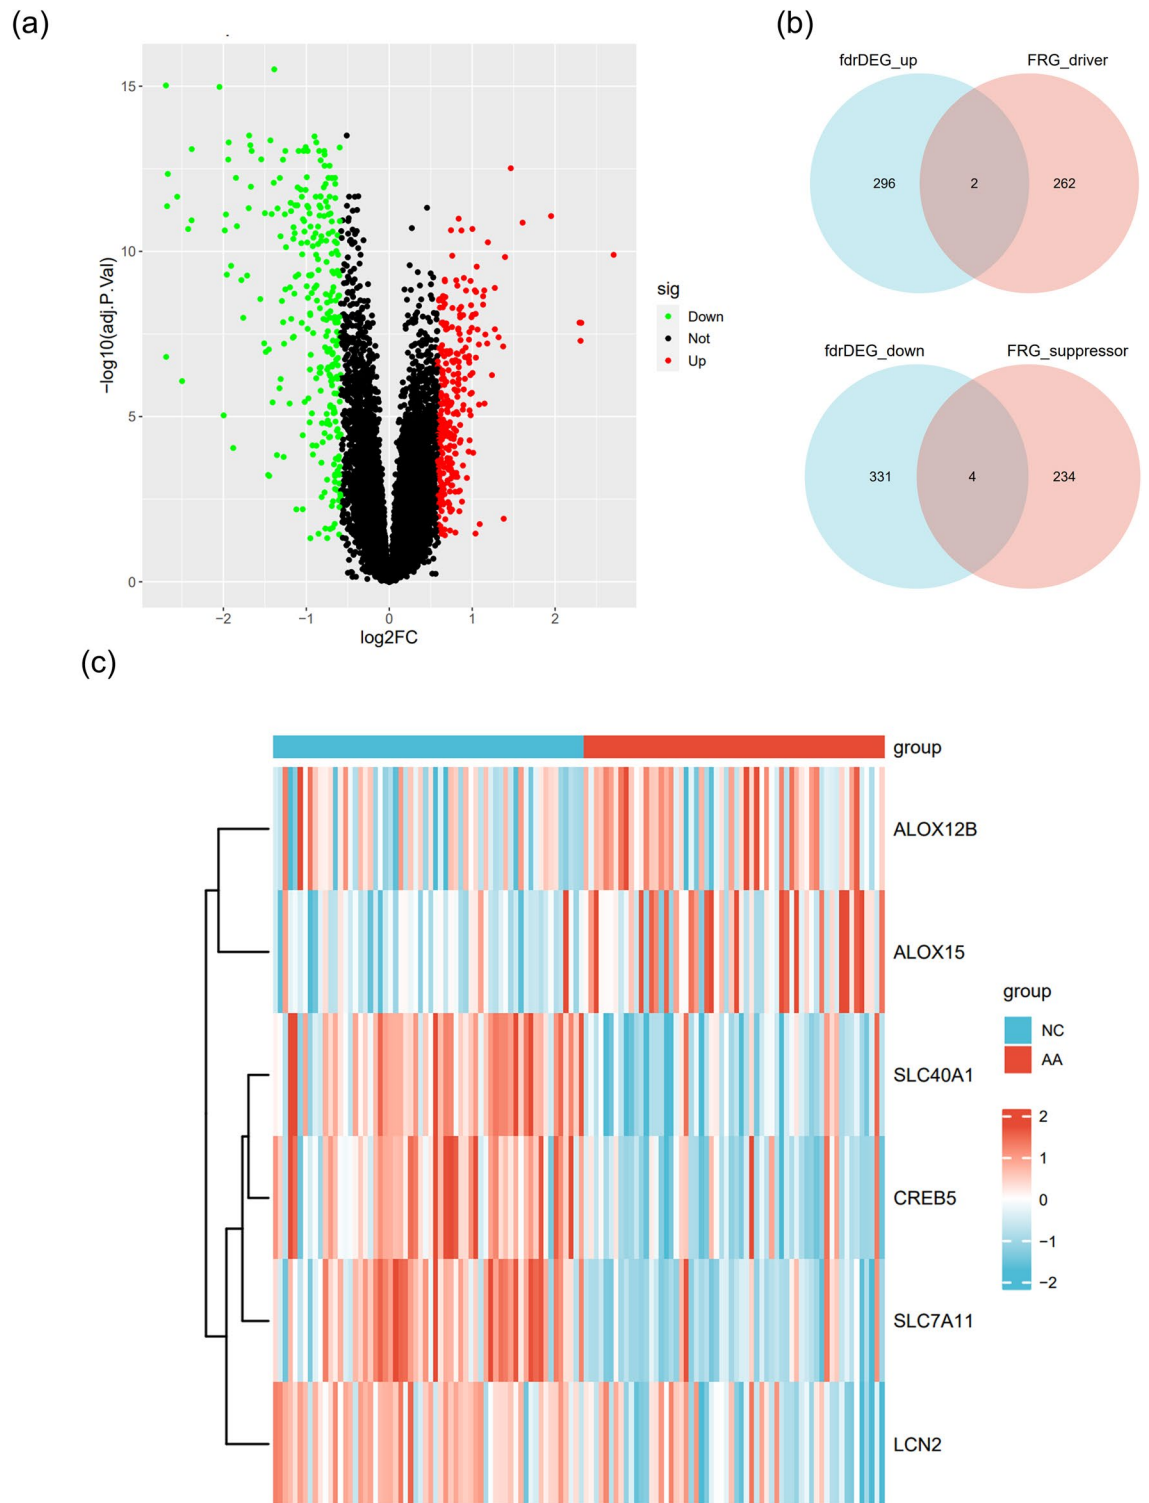 (a)
15
10
5
0
−2 −1 0 1 2
−log10(adj.P.Val)
log2FC
sig
Down
Not
Up
(b)
fdrDEG_up FRG_driver
296 2 262
fdrDEG_down FRG_suppressor
331 4 234
(c)
group
ALOX12B
ALOX15
SLC40A1
CREB5
SLC7A11
LCN2
group
NC
AA
2
1
0
−1
−2